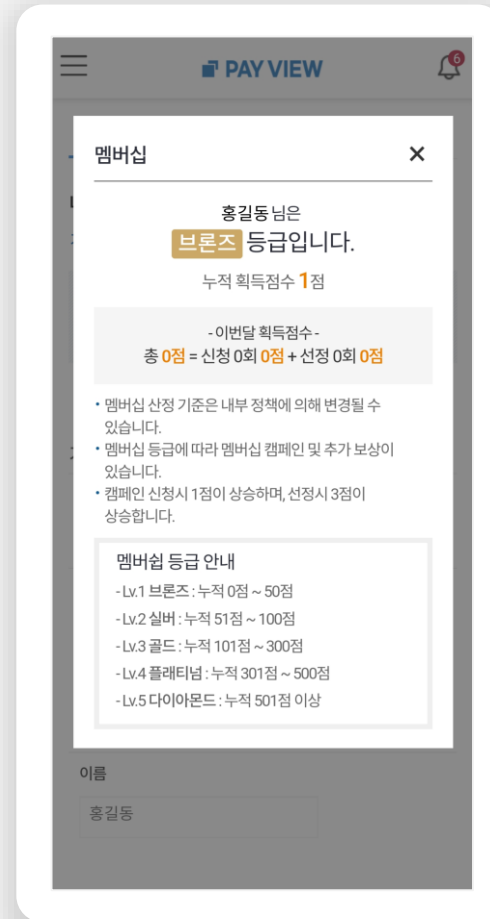 PAY VIEW
6
멤버십
홍길동 님은
브론즈 등급입니다.
누적 획득점수 1점
- 이번달 획득점수 -
총 0점 = 신청 0회 0점 + 선정 0회 0점
• 멤버십 산정 기준은 내부 정책에 의해 변경될 수
있습니다.
• 멤버십 등급에 따라 멤버십 캠페인 및 추가 보상이
있습니다.
• 캠페인 신청시 1점이 상승하며, 선정시 3점이
상승합니다.
멤버쉽 등급 안내
- Lv.1 브론즈 : 누적 0점 ~ 50점
- Lv.2 실버 : 누적 51점 ~ 100점
- Lv.3 골드 : 누적 101점 ~ 300점
- Lv.4 플래티넘 : 누적 301점 ~ 500점
- Lv.5 다이아몬드 : 누적 501점 이상
이름
홍길동